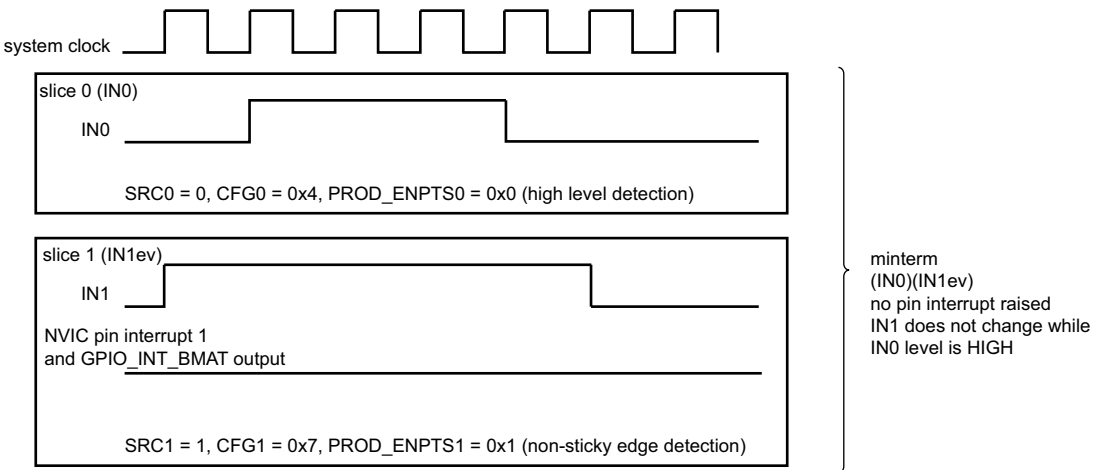 system clock
slice 0 (IN0)
IN0
SRC0 = 0, CFG0 = 0x4, PROD_ENPTS0 = 0x0 (high level detection)
slice 1 (IN1ev)
IN1
NVIC pin interrupt 1
and GPIO_INT_BMAT output
SRC1 = 1, CFG1 = 0x7, PROD_ENPTS1 = 0x1 (non-sticky edge detection)
minterm
(IN0)(IN1ev)
no pin interrupt raised
IN1 does not change while
IN0 level is HIGH